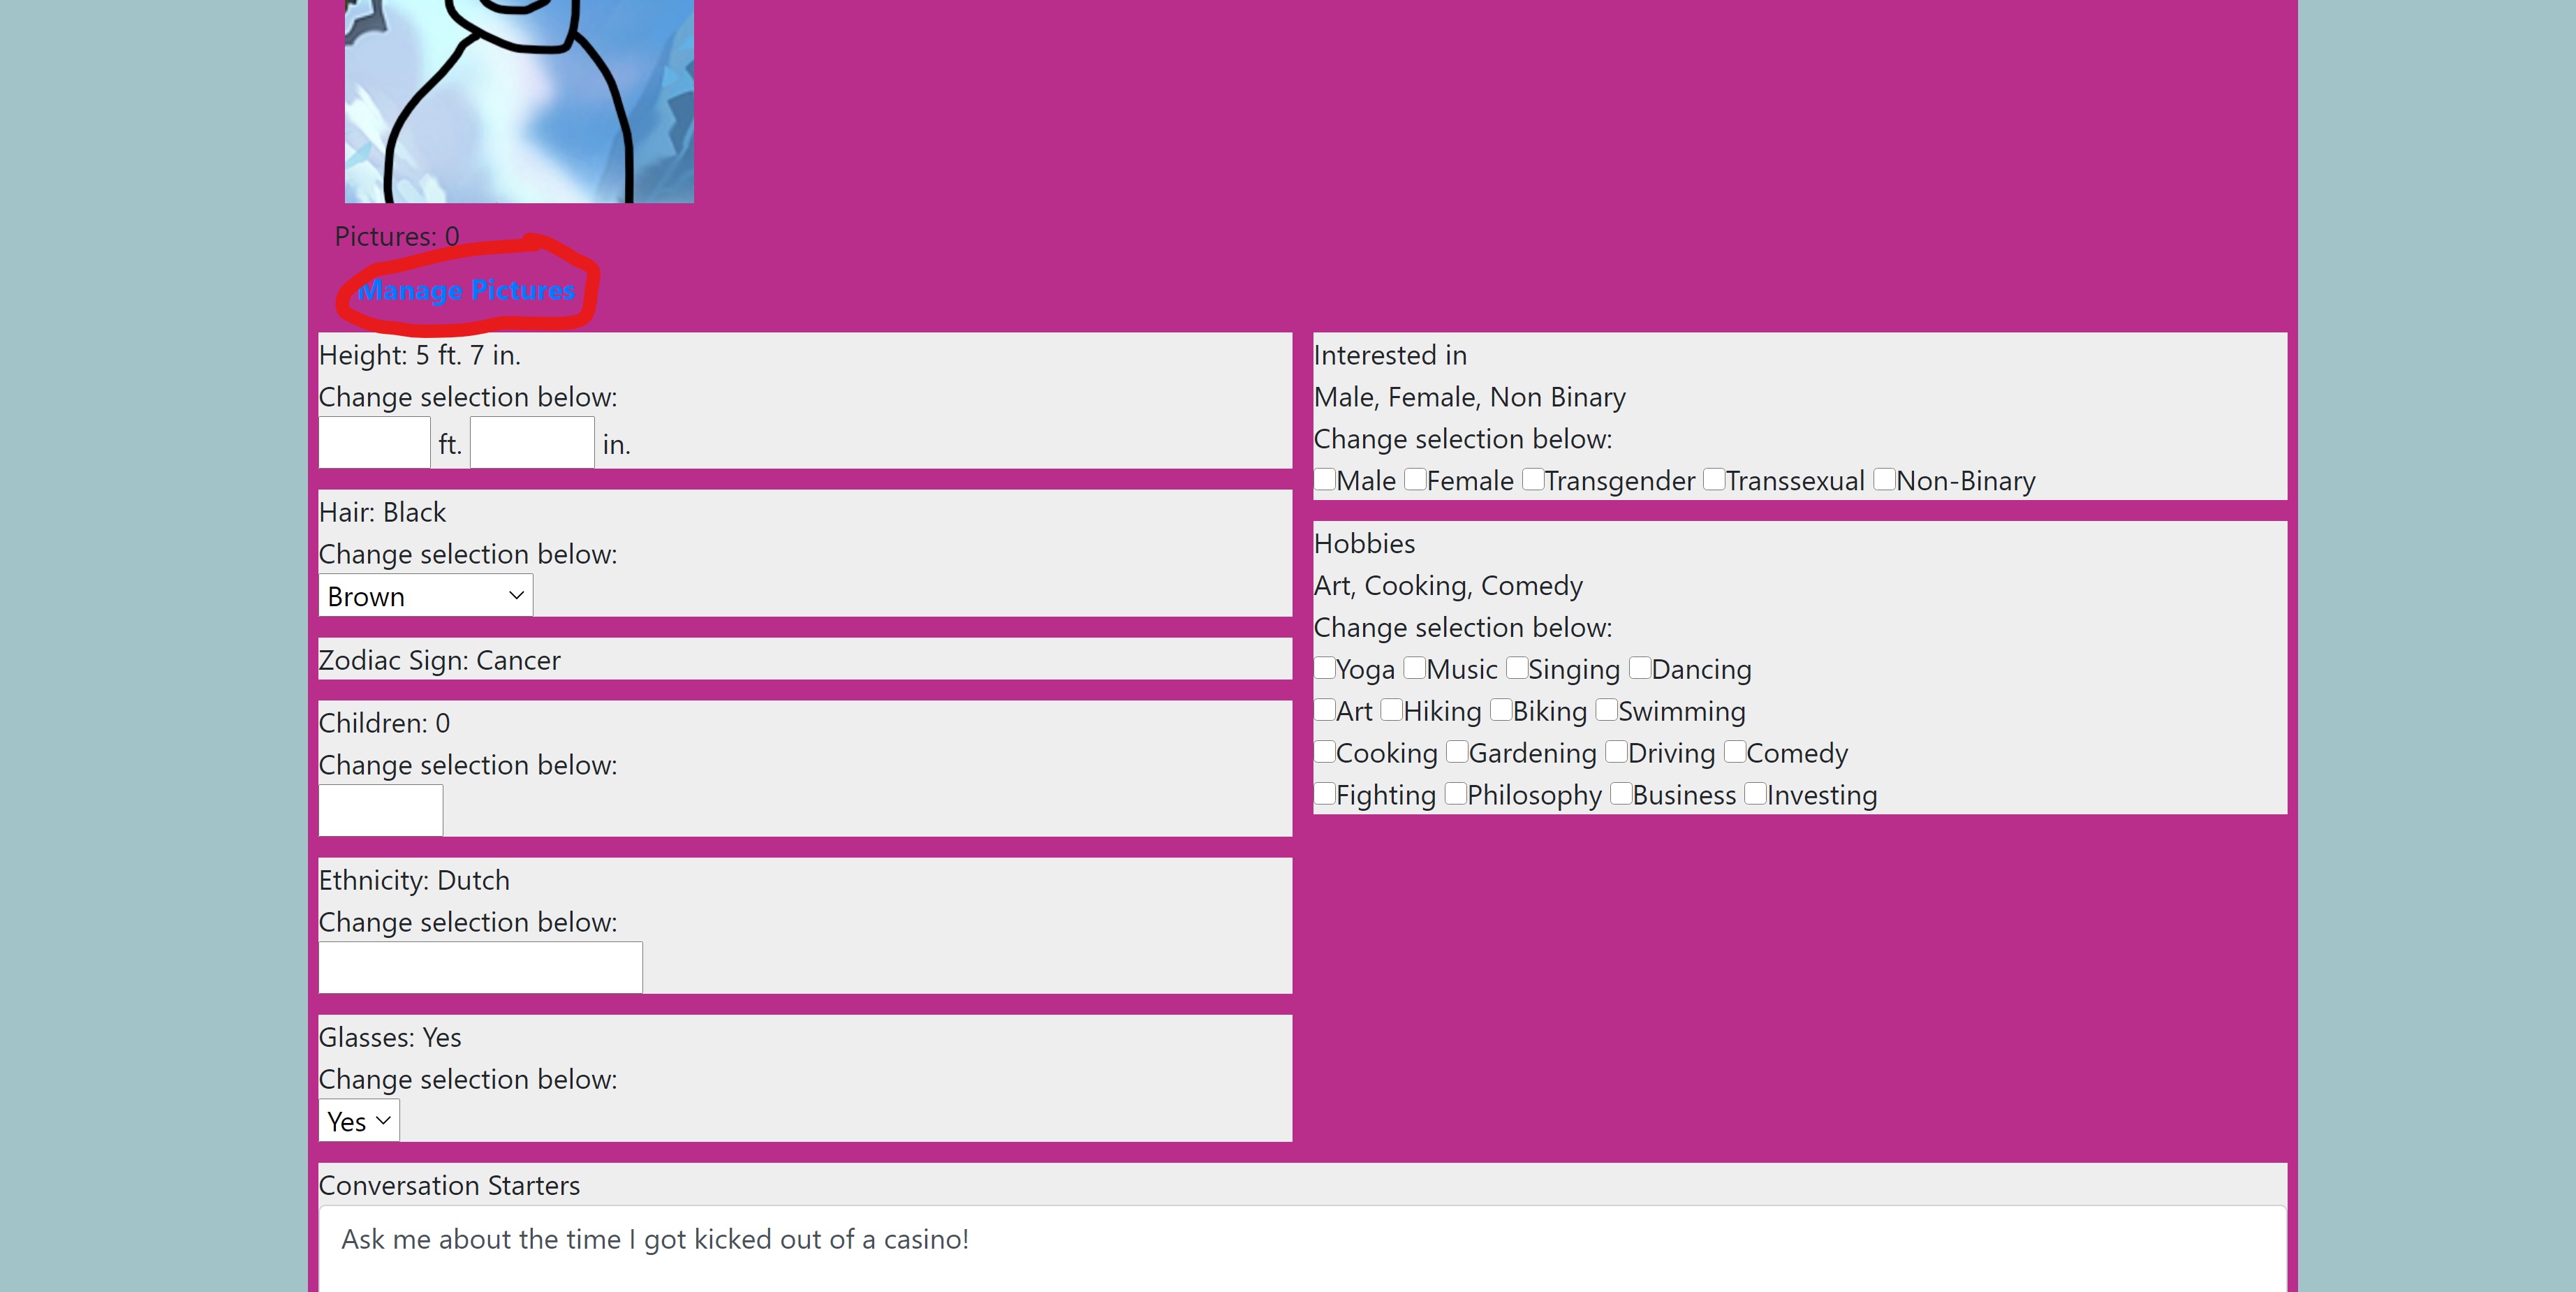 Pictures: 0
Manage Pictures
Height: 5 ft. 7 in.
Change selection below:
ft. in.
Hair: Black
Change selection below:
Brown
Zodiac Sign: Cancer
Children: 0
Change selection below:
Ethnicity: Dutch
Change selection below:
Glasses: Yes
Change selection below:
Yes
Interested in
Male, Female, Non Binary
Change selection below:
Male Female Transgender Transsexual Non-Binary
Hobbies
Art, Cooking, Comedy
Change selection below:
Yoga Music Singing Dancing
Art Hiking Biking Swimming
Cooking Gardening Driving Comedy
Fighting Philosophy Business Investing
Conversation Starters
Ask me about the time I got kicked out of a casino!